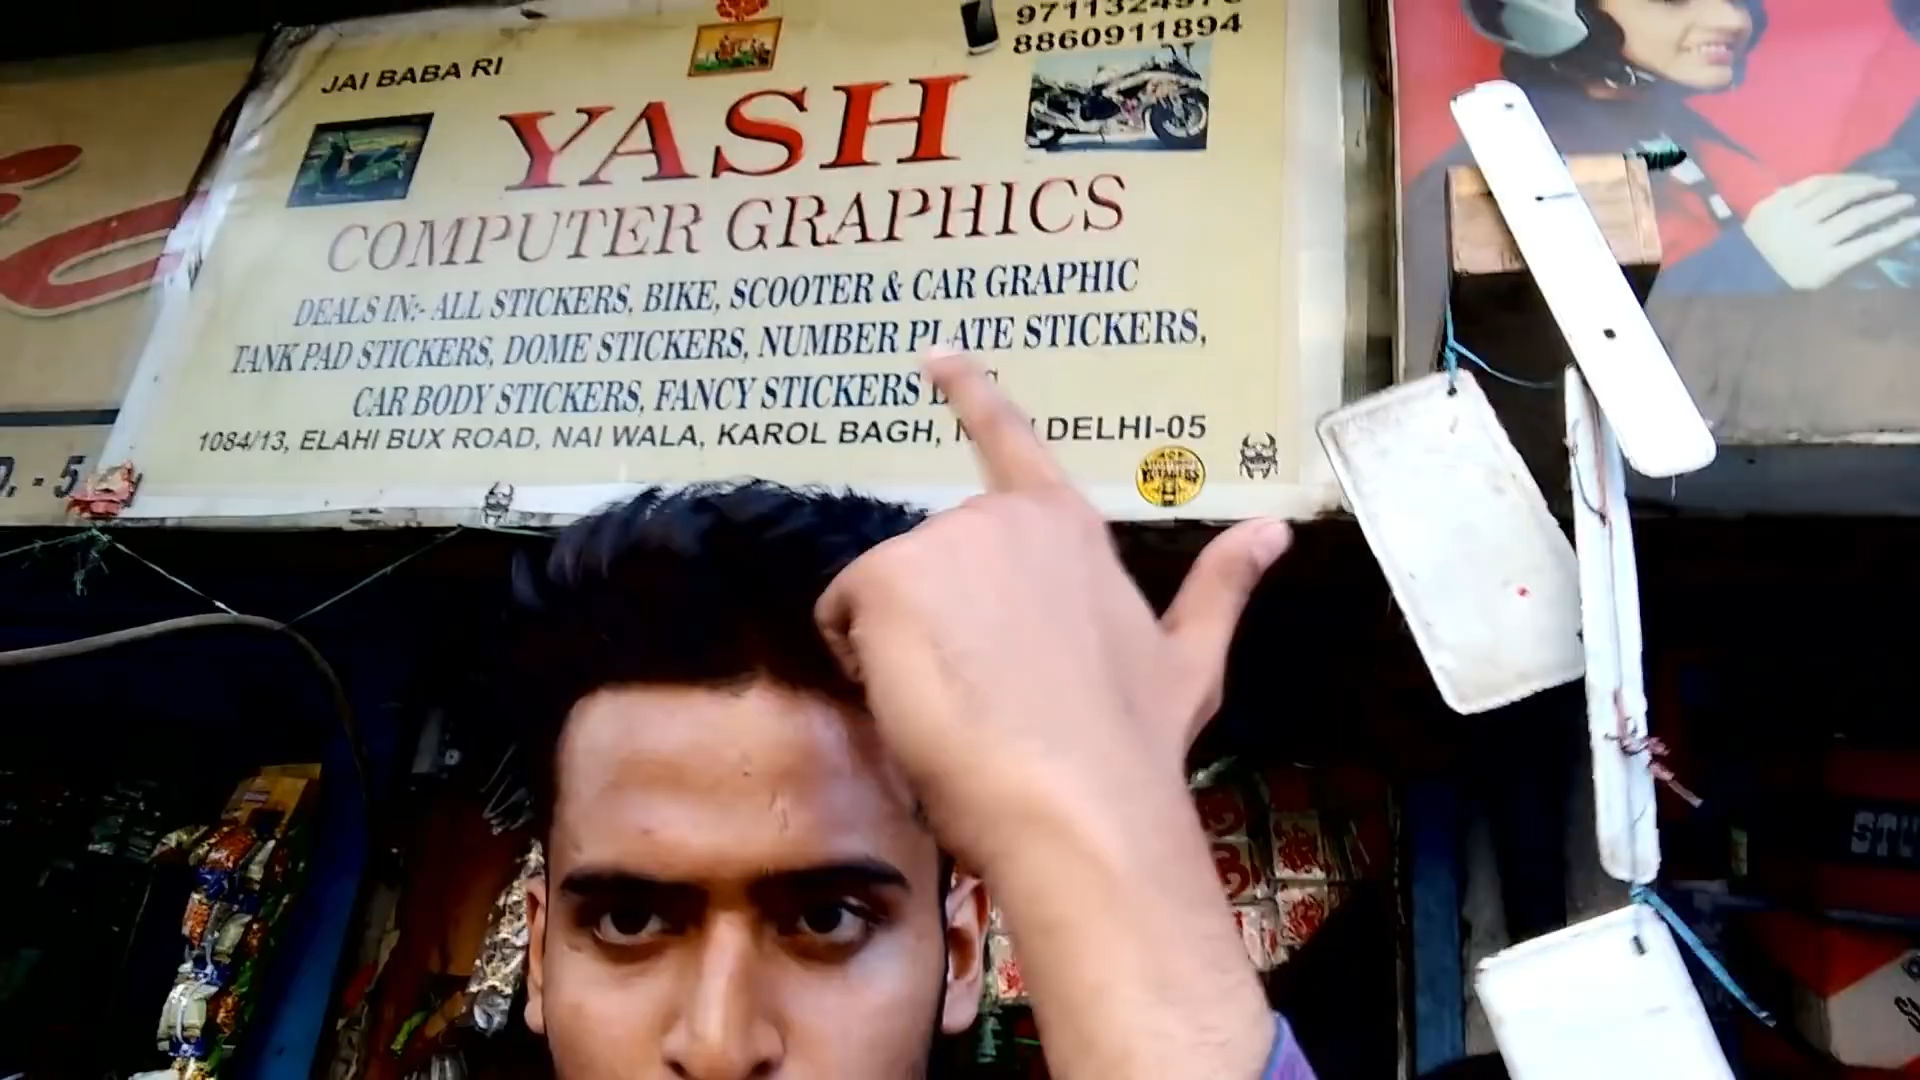 8860911894
JAI BABA RI
YASH
COMPUTER GRAPHICS
DEALS IN:- ALL STICKERS, BIKE, SCOOTER & CAR GRAPHIC
TANK PAD STICKERS, DOME STICKERS, NUMBER PLATE STICKERS,
CAR BODY STICKERS, FANCY STICKERS
1084/13, ELAHI BUX ROAD, NAI WALA, KAROL BAGH, DELHI-05
- 5